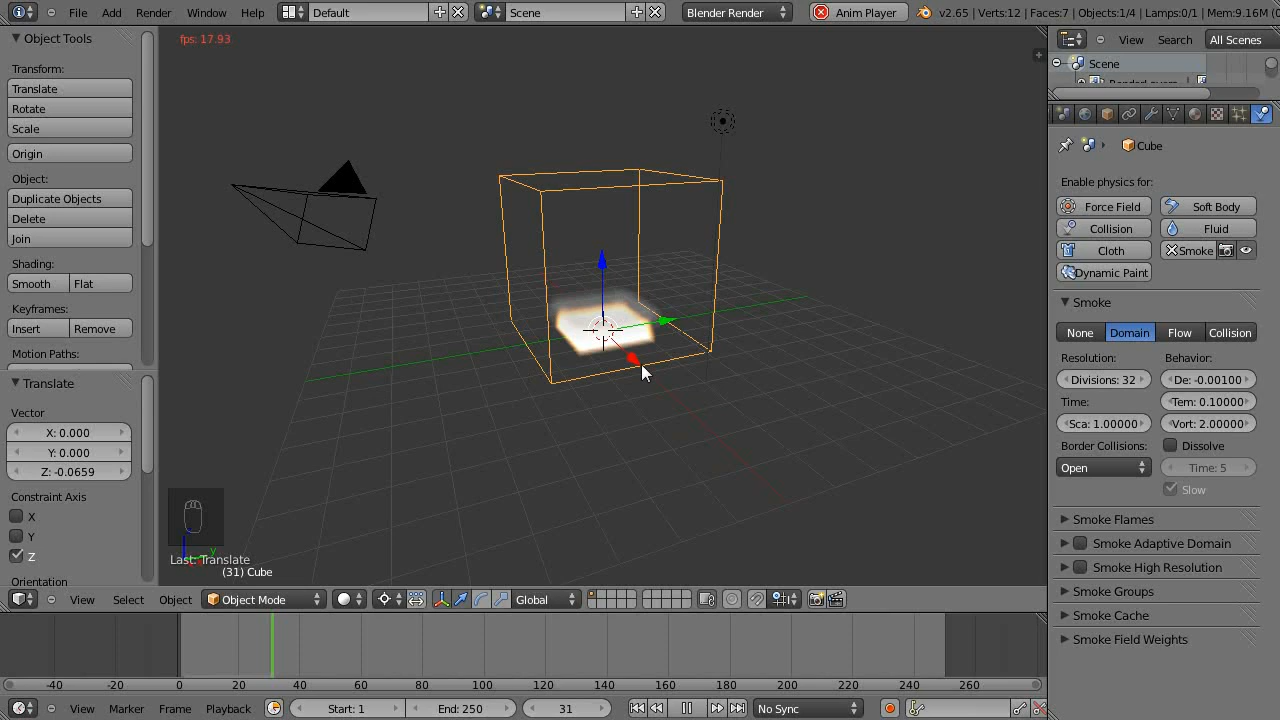 File Add Render Window Help Default Scene Blender Render Anim Player v2.65 | Verts:12 | Faces:7 | Objects:1/4 | Lamps:0/1 | Mem:9.16M (0
Object Tools
Transform:
Translate
Rotate
Scale
Origin
Object:
Duplicate Objects
Delete
Join
Shading:
Smooth Flat
Keyframes:
Insert Remove
Motion Paths:
Translate
Vector
X: 0.000
Y: 0.000
Z: -0.0659
Constraint Axis
X
Y
Z
Orientation
fps: 17.93
y
Last: Translate
(31) Cube
View Search All Scenes
Scene
Cube
Enable physics for:
Force Field Soft Body
Collision Fluid
Cloth Smoke
Dynamic Paint
Smoke
None Domain Flow Collision
Resolution: Behavior:
Divisions: 32 De: -0.00100
Time: Tem: 0.10000
Sca: 1.00000 Vort: 2.00000
Border Collisions: Dissolve
Open Time: 5
Slow
Smoke Flames
Smoke Adaptive Domain
Smoke High Resolution
Smoke Groups
Smoke Cache
Smoke Field Weights
View Select Object Object Mode Global
-40 -20 0 20 40 60 80 100 120 140 160 180 200 220 240 260
View Marker Frame Playback Start: 1 End: 250 31 No Sync